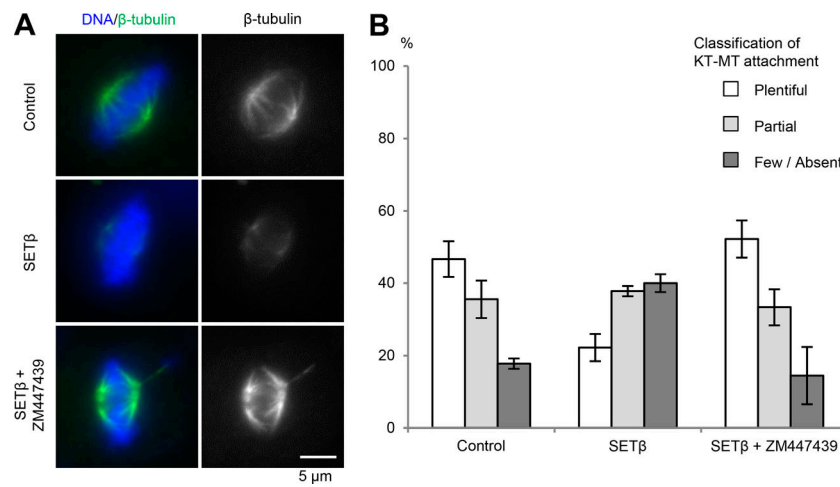 A
DNA/β-tubulin
β-tubulin
Control
SETβ
SETβ +
ZM447439
5 µm
B
%
Classification of
KT-MT attachment
Plentiful
Partial
Few / Absent
100
80
60
40
20
0
Control
SETβ
SETβ + ZM447439